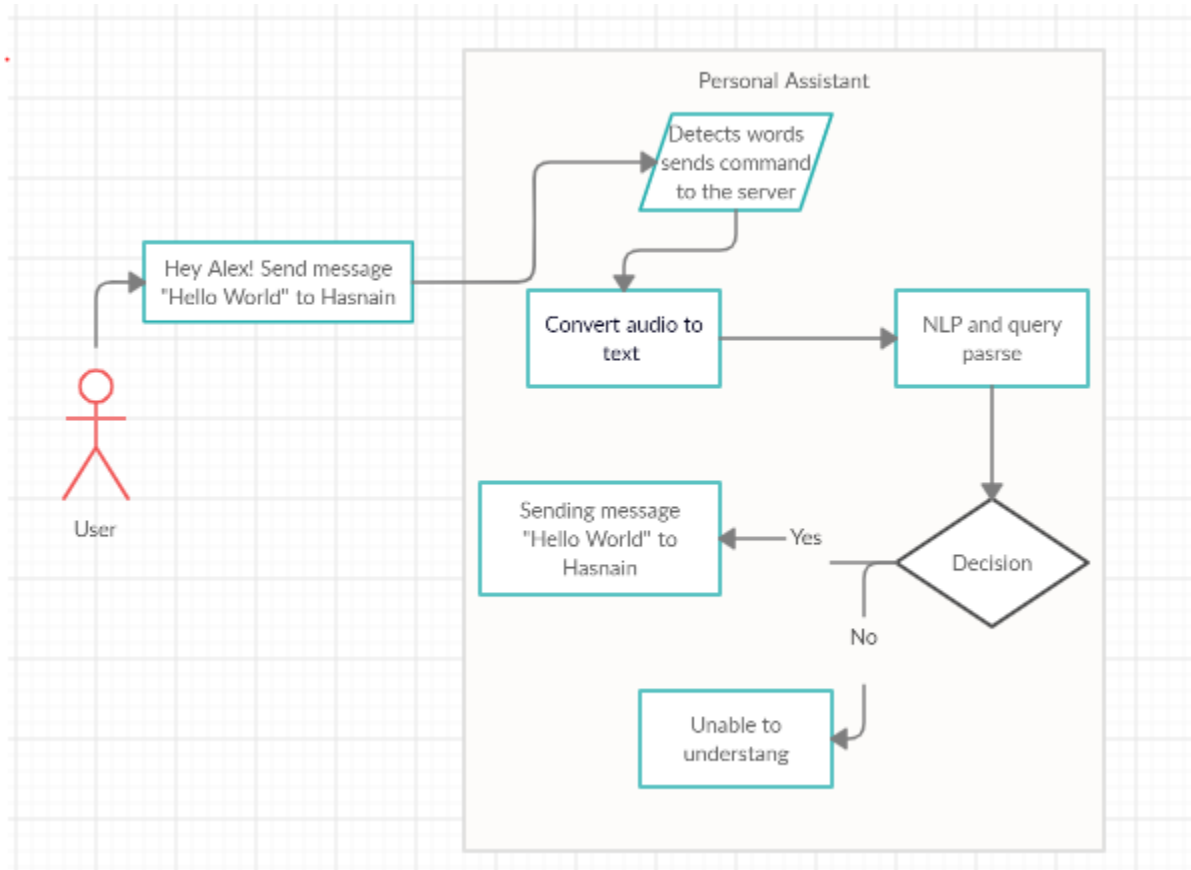 Personal Assistant
Detects words
sends command
to the server
Hey Alex! Send message
"Hello World" to Hasnain
Convert audio to
text
NLP and query
pasrse
User
Sending message
"Hello World" to
Hasnain
Yes
Decision
No
Unable to
understang